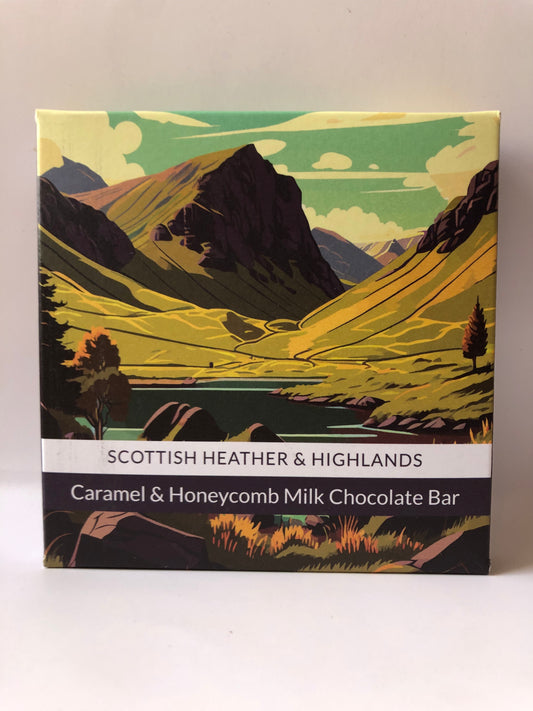 SCOTTISH HEATHER & HIGHLANDS
Caramel & Honeycomb Milk Chocolate Bar